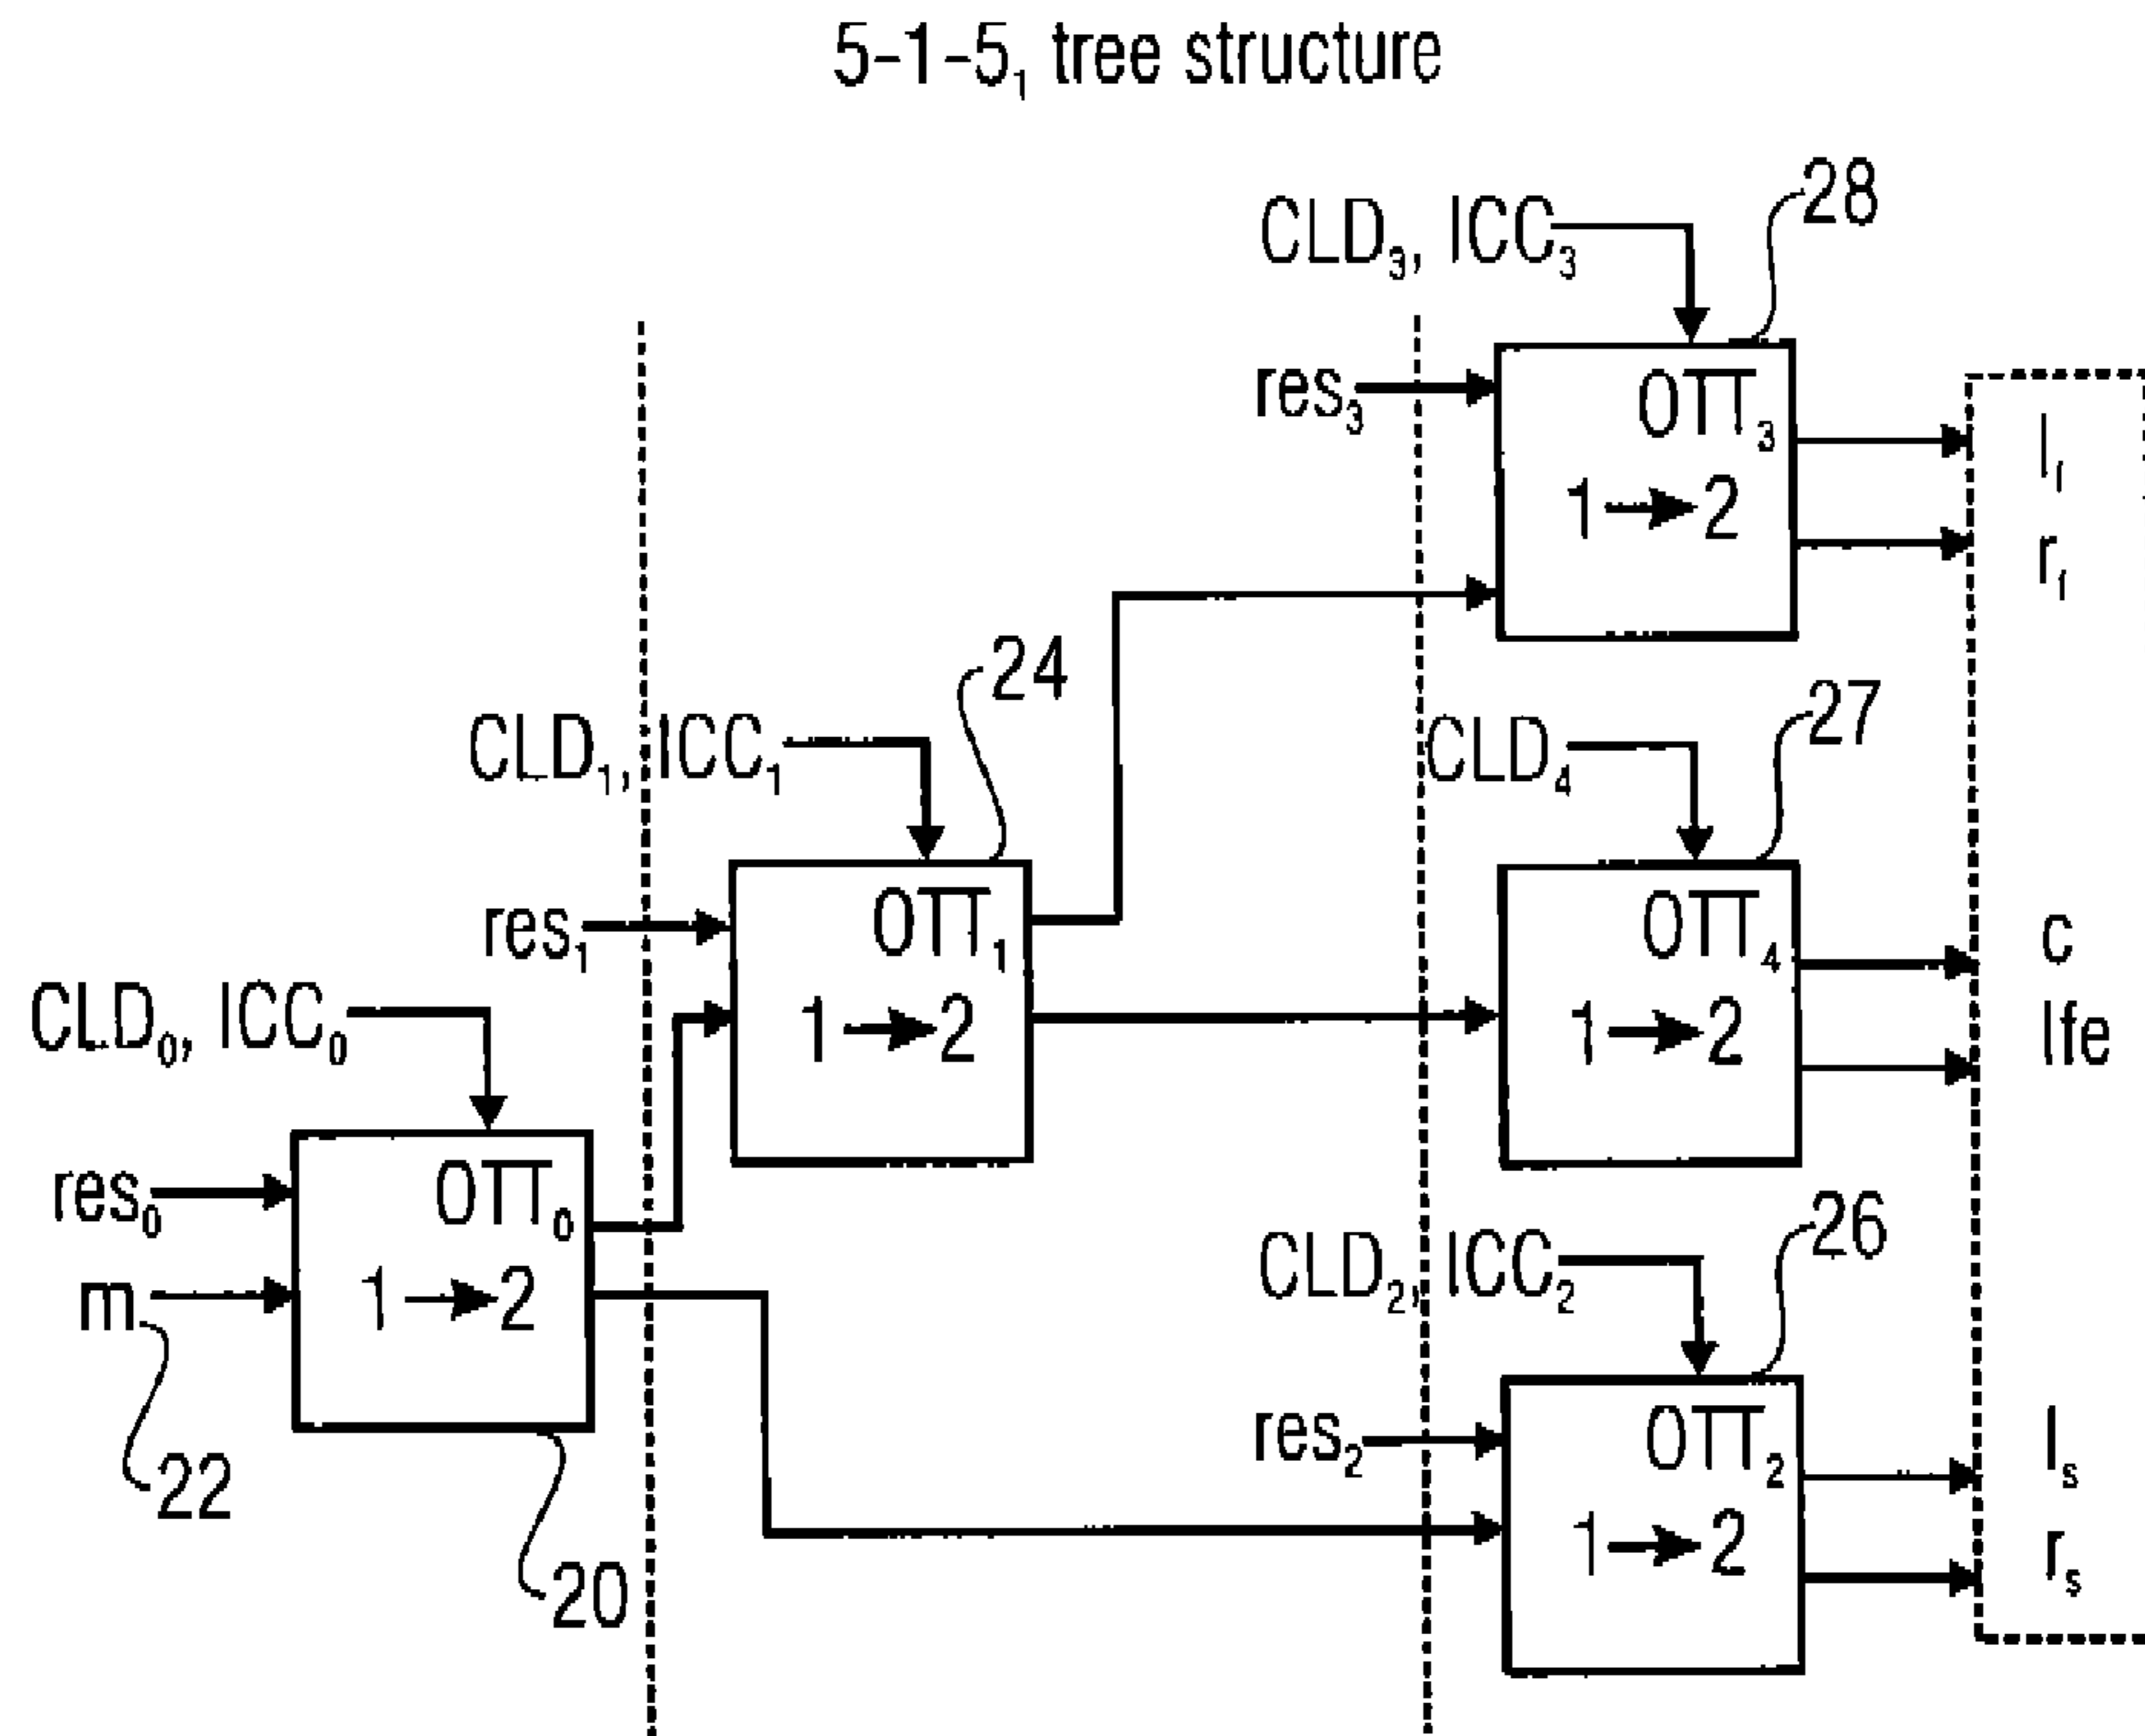 5-1-5₁ tree structure
28
CLD₃, ICC₃
res₃
OTT₃
1→2
l_f
r_f
24
27
CLD₁, ICC₁
CLD₄
res₁
OTT₁
OTT₄
c
1→2
1→2
lfe
CLD₀, ICC₀
res₀
OTT₀
26
m
1→2
CLD₂, ICC₂
res₂
OTT₂
l_s
22
1→2
r_s
20